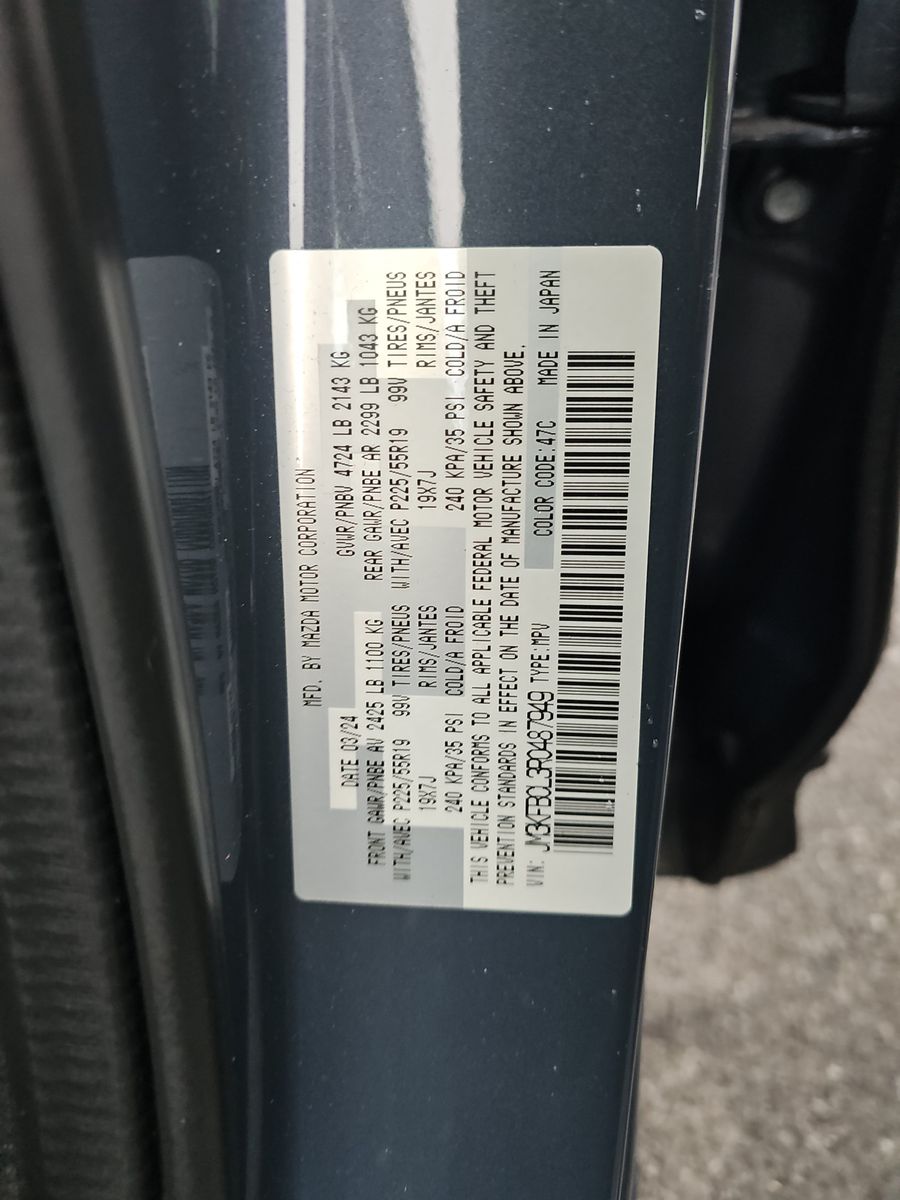 MFD. BY MAZDA MOTOR CORPORATION
DATE 03/24 GVWR/PNBV 4724 LB 2143 KG
FRONT GAWR/PNBE AV 2425 LB 1100 KG REAR GAWR/PNBE AR 2299 LB 1043 KG
WITH/AVEC P225/55R19 99V TIRES/PNEUS WITH/AVEC P225/55R19 99V TIRES/PNEUS
19X7J RIMS/JANTES 19X7J RIMS/JANTES
240 KPA/35 PSI COLD/A FROID 240 KPA/35 PSI COLD/A FROID
THIS VEHICLE CONFORMS TO ALL APPLICABLE FEDERAL MOTOR VEHICLE SAFETY AND THEFT
PREVENTION STANDARDS IN EFFECT ON THE DATE OF MANUFACTURE SHOWN ABOVE.
VIN: JM3KFBCL3R0487949 TYPE:MPV COLOR CODE:47C MADE IN JAPAN